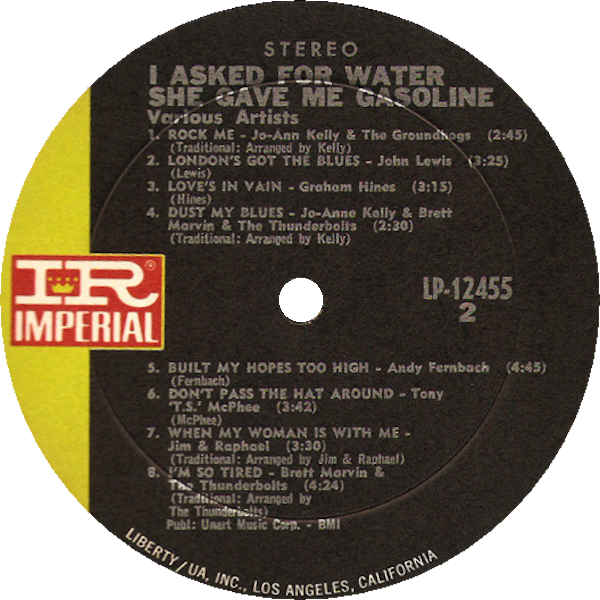 STEREO
I ASKED FOR WATER
SHE GAVE ME GASOLINE
Various Artists
1. ROCK ME - Jo-Ann Kelly & The Groundhogs (2:45)
(Traditional: Arranged by Kelly)
2. LONDON'S GOT THE BLUES - John Lewis (3:25)
(Lewis)
3. LOVE'S IN VAIN - Graham Hines (3:15)
(Hines)
4. DUST MY BLUES - Jo-Anne Kelly & Brett
Marvin & The Thunderbolts (2:30)
(Traditional: Arranged by Kelly)
IR®
IMPERIAL
LP-12455
2
5. BUILT MY HOPES TOO HIGH - Andy Fernbach (4:45)
(Fernbach)
6. DON'T PASS THE HAT AROUND - Tony
'T.S.' McPhee (3:42)
(McPhee)
7. WHEN MY WOMAN IS WITH ME -
Jim & Raphael (3:30)
(Traditional: Arranged by Jim & Raphael)
8. I'M SO TIRED - Brett Marvin &
The Thunderbolts (4:24)
(Traditional: Arranged by
The Thunderbolts)
Publ: Unart Music Corp. - BMI
LIBERTY/UA, INC., LOS ANGELES, CALIFORNIA